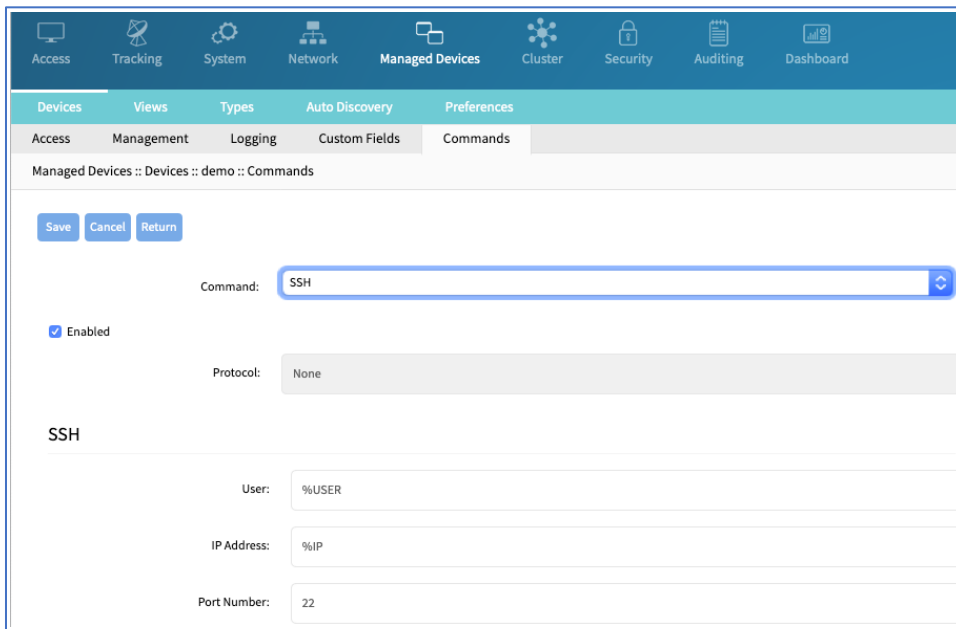 Access Tracking System Network Managed Devices Cluster Security Auditing Dashboard
Devices Views Types Auto Discovery Preferences
Access Management Logging Custom Fields Commands
Managed Devices :: Devices :: demo :: Commands
Save Cancel Return
Command: SSH
Enabled
Protocol: None
SSH
User: %USER
IP Address: %IP
Port Number: 22